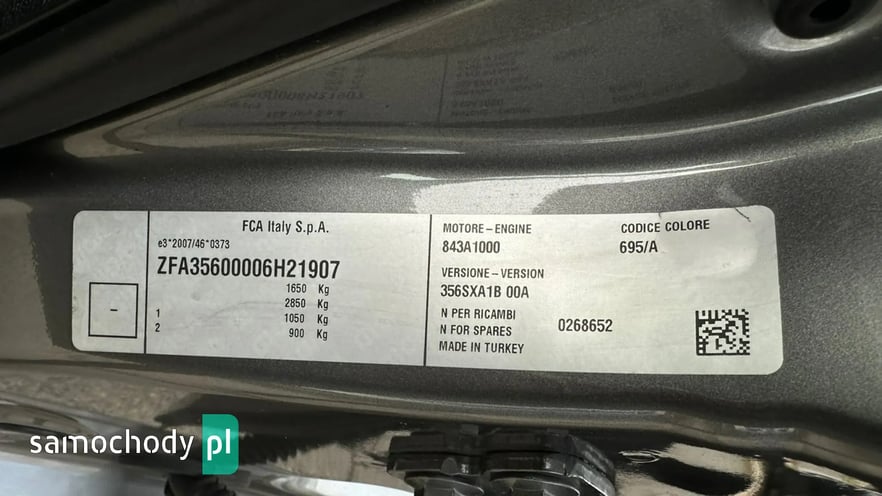 FCA Italy S.p.A.
e3*2007/46*0373
ZFA35600006H21907
1650 Kg
2850 Kg
1 1050 Kg
2 900 Kg
-
MOTORE-ENGINE
843A1000
CODICE COLORE
695/A
VERSIONE-VERSION
356SXA1B 00A
N PER RICAMBI
N FOR SPARES 0268652
MADE IN TURKEY
samochody pl